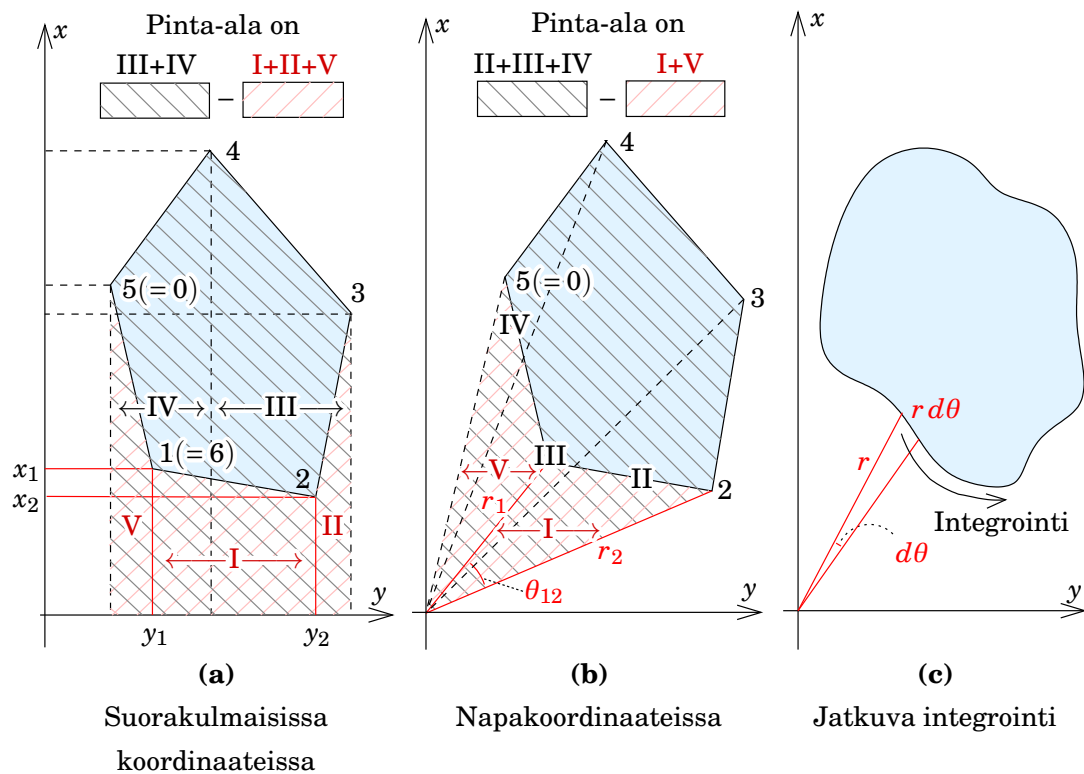 x
Pinta-ala on
III+IV − I+II+V
4
5(=0)
3
IV
III
1(=6)
2
x₁
x₂
V
II
I
y
y₁
y₂
(a)
Suorakulmaisissa
koordinaateissa
x
Pinta-ala on
II+III+IV − I+V
4
5(=0)
3
IV
III
II
V
2
r₁
I
r₂
θ₁₂
y
(b)
Napakoordinaateissa
x
r dθ
r
Integrointi
dθ
y
(c)
Jatkuva integrointi